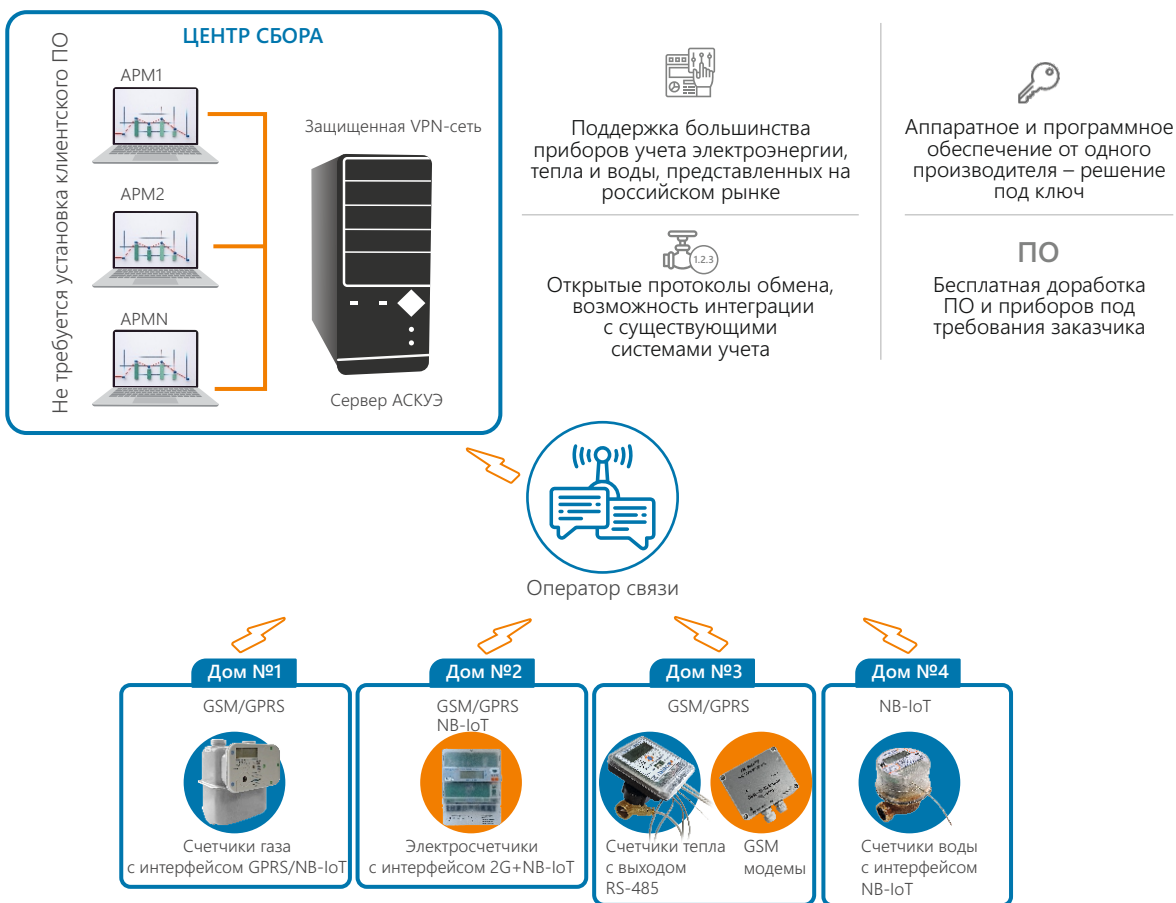 ЦЕНТР СБОРА
Не требуется установка клиентского ПО
АРМ1
АРМ2
АРМN
Защищенная VPN-сеть
Сервер АСКУЭ
Поддержка большинства
приборов учета электроэнергии,
тепла и воды, представленных на
российском рынке
Аппаратное и программное
обеспечение от одного
производителя – решение
под ключ
1.2.3
Открытые протоколы обмена,
возможность интеграции
с существующими
системами учета
ПО
Бесплатная доработка
ПО и приборов под
требования заказчика
Оператор связи
Дом №1
GSM/GPRS
Счетчики газа
с интерфейсом GPRS/NB-IoT
Дом №2
GSM/GPRS
NB-IoT
Электросчетчики
с интерфейсом 2G+NB-IoT
Дом №3
GSM/GPRS
Счетчики тепла
с выходом
RS-485
GSM
модемы
Дом №4
NB-IoT
Счетчики воды
с интерфейсом
NB-IoT